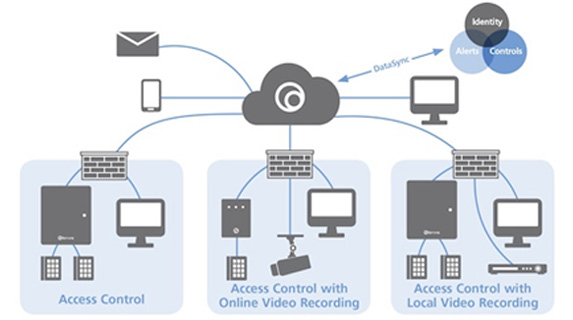 Identity
Alerts
Controls
DataSync
Access Control
Access Control with
Online Video Recording
Access Control with
Local Video Recording